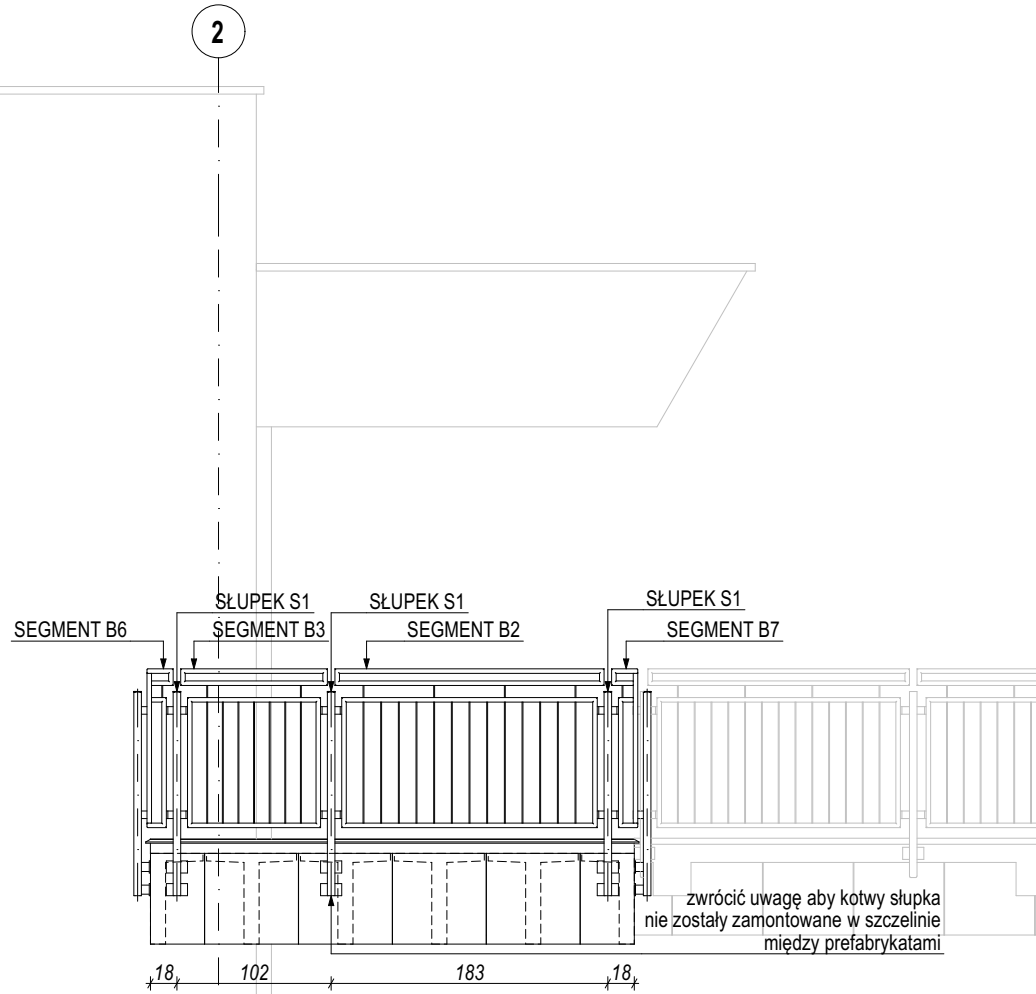 2
SŁUPEK S1
SŁUPEK S1
SŁUPEK S1
SEGMENT B6
SEGMENT B3
SEGMENT B2
SEGMENT B7
zwrócić uwagę aby kotwy słupka
nie zostały zamontowane w szczelinie
między prefabrykatami
18
102
183
18